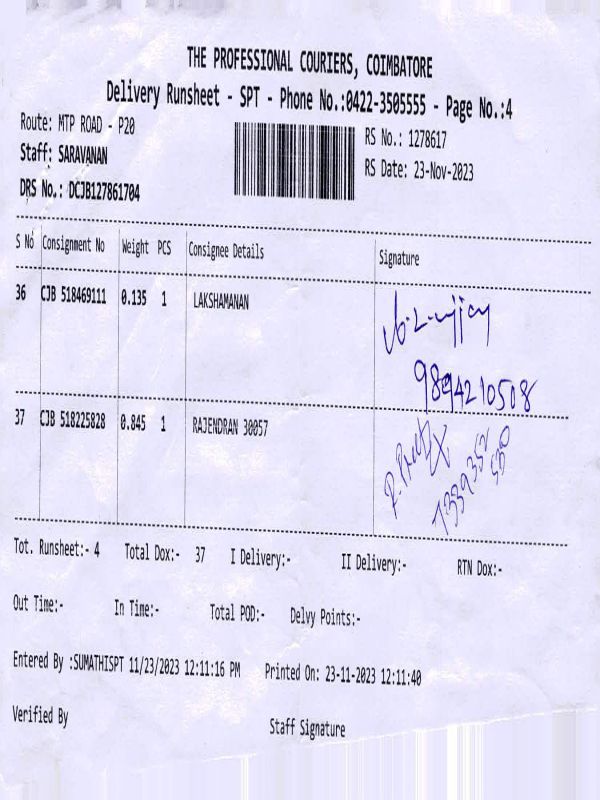 THE PROFESSIONAL COURIERS, COIMBATORE
Delivery Runsheet - SPT - Phone No.:0422-3505555 - Page No.:4
Route: MTP ROAD - P20
RS No.: 1278617
Staff: SARAVANAN
RS Date: 23-Nov-2023
DRS No.: DCJB127861704
S No Consignment No Weight PCS Consignee Details Signature
36 CJB 518469111 0.135 1 LAKSHAMANAN
9894210508
37 CJB 518225828 0.845 1 RAJENDRAN 30057
Tot. Runsheet:- 4 Total Dox:- 37 I Delivery:- II Delivery:- RTN Dox:-
Out Time:- In Time:- Total POD:- Delvy Points:-
Entered By :SUMATHISPT 11/23/2023 12:11:16 PM Printed On: 23-11-2023 12:11:40
Verified By Staff Signature